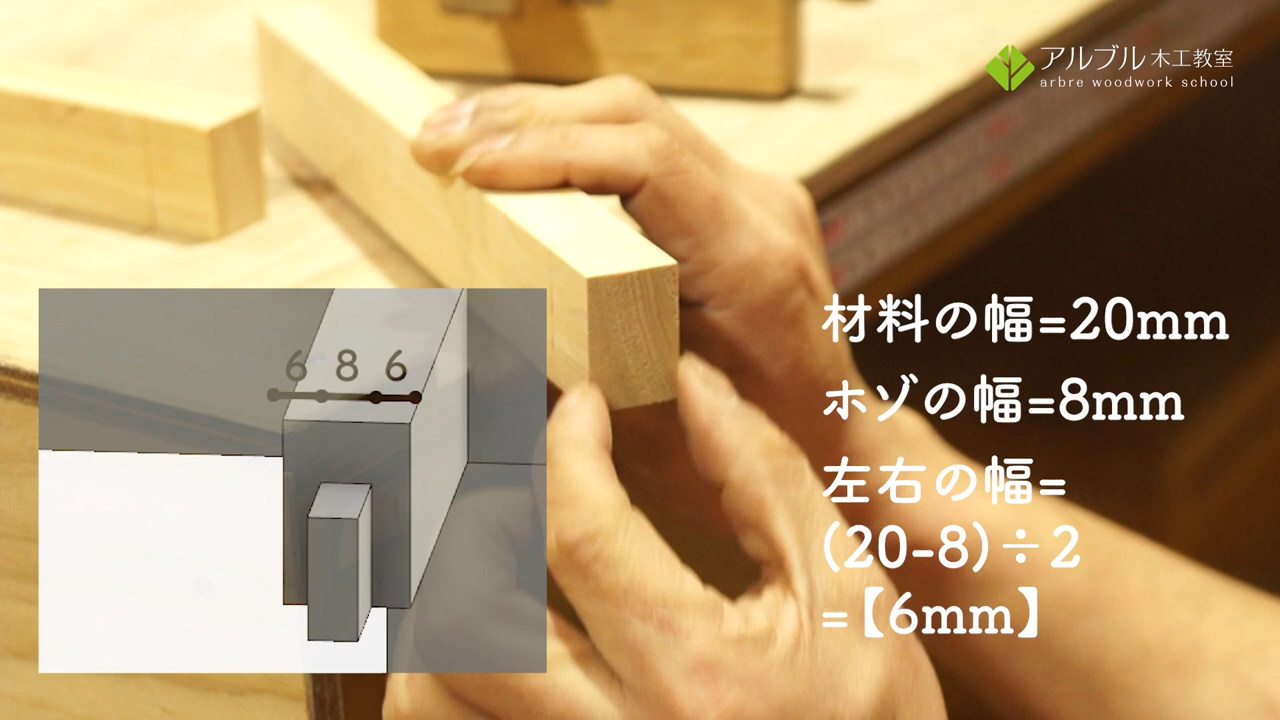 アルブル木工教室
arbre woodwork school
6 8 6
材料の幅=20mm
ホゾの幅=8mm
左右の幅=
(20-8)÷2
=【6mm】